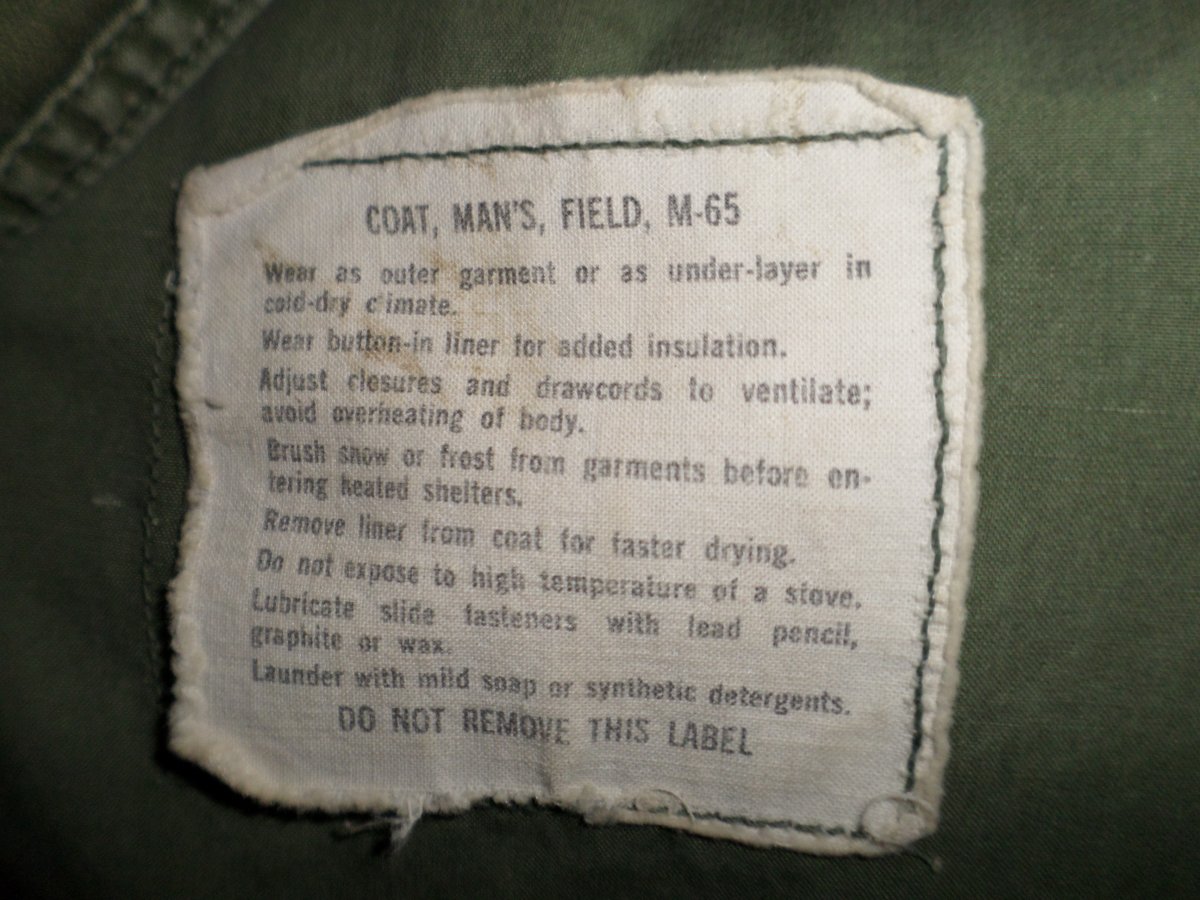 COAT, MAN'S, FIELD, M-65
Wear as outer garment or as under-layer in
cold-dry climate.
Wear button-in liner for added insulation.
Adjust closures and drawcords to ventilate;
avoid overheating of body.
Brush snow or frost from garments before en-
tering heated shelters.
Remove liner from coat for faster drying.
Do not expose to high temperature of a stove.
Lubricate slide fasteners with lead pencil,
graphite or wax.
Launder with mild soap or synthetic detergents.
DO NOT REMOVE THIS LABEL